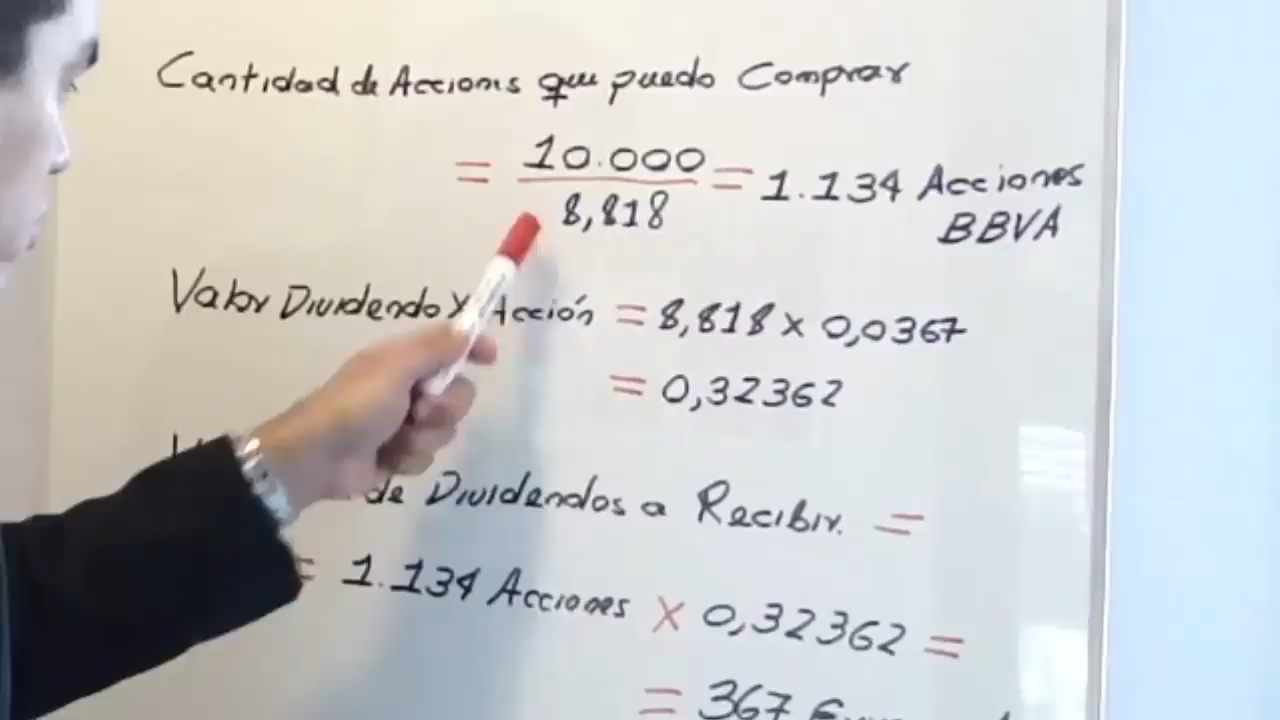 Cantidad de Acciones que puedo Comprar
= 10.000 / 8,818 = 1.134 Acciones
BBVA
Valor Dividendo x Acción = 8,818 x 0,0367
= 0,32362
de Dividendos a Recibir. =
= 1.134 Acciones x 0,32362 =
= 367